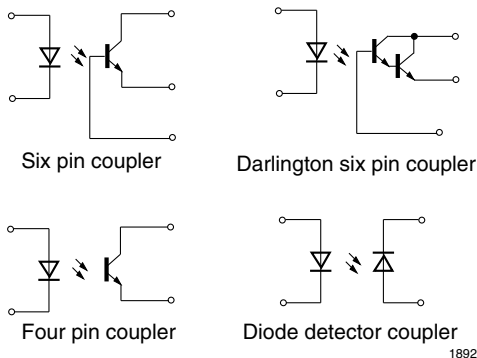 Six pin coupler
Darlington six pin coupler
Four pin coupler
Diode detector coupler
1892